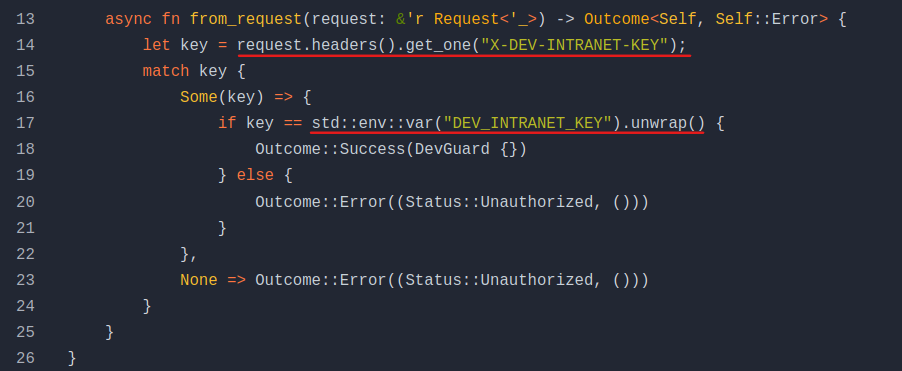 13 async fn from_request(request: &'r Request<'_>) -> Outcome<Self, Self::Error> {
14 let key = request.headers().get_one("X-DEV-INTRANET-KEY");
15 match key {
16 Some(key) => {
17 if key == std::env::var("DEV_INTRANET_KEY").unwrap() {
18 Outcome::Success(DevGuard {})
19 } else {
20 Outcome::Error((Status::Unauthorized, ()))
21 }
22 },
23 None => Outcome::Error((Status::Unauthorized, ()))
24 }
25 }
26 }